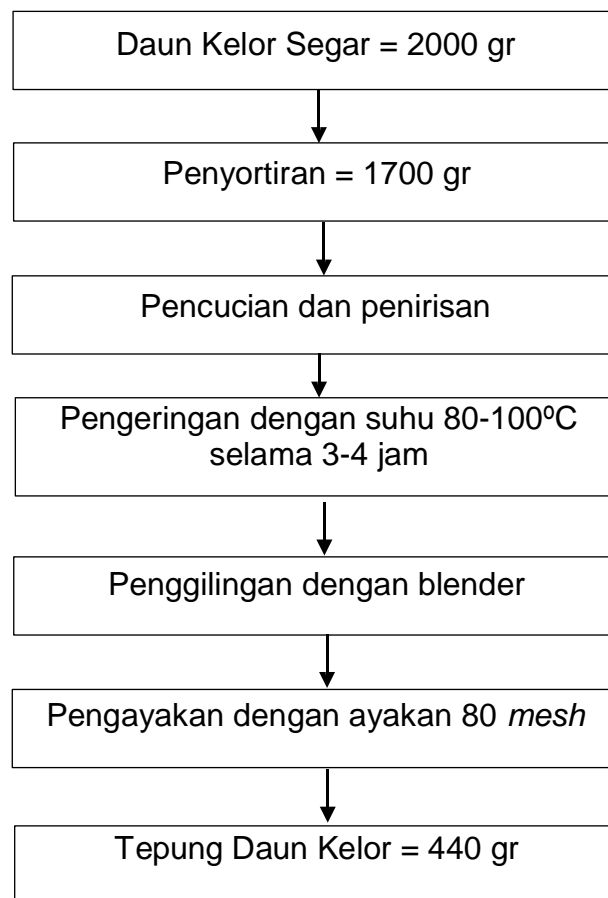 Daun Kelor Segar = 2000 gr
Penyortiran = 1700 gr
Pencucian dan penirisan
Pengeringan dengan suhu 80-100ºC
selama 3-4 jam
Penggilingan dengan blender
Pengayakan dengan ayakan 80 mesh
Tepung Daun Kelor = 440 gr